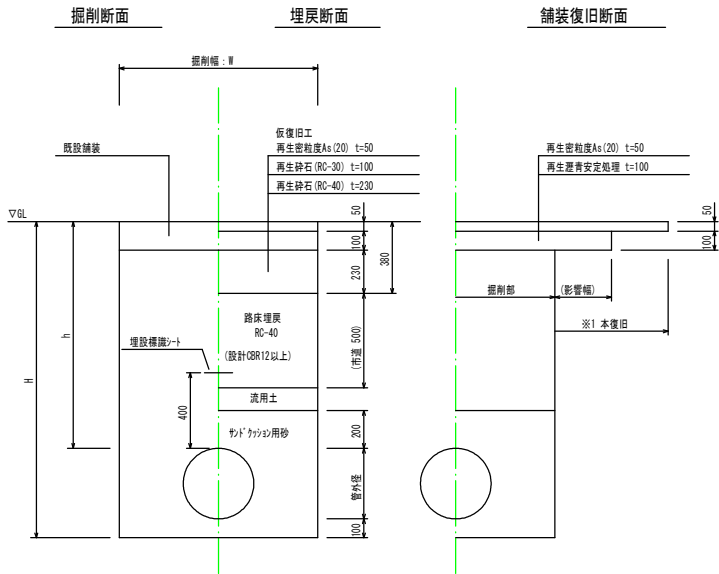 掘削断面
埋戻断面
舗装復旧断面
掘削幅：W
仮復旧工
既設舗装
再生密粒度As(20) t=50
再生砕石(RC-30) t=100
再生砕石(RC-40) t=230
再生密粒度As(20) t=50
再生瀝青安定処理 t=100
▽GL
50
100
230
380
50
100
掘削部
(影響幅)
※1 本復旧
路床埋戻
RC-40
(設計CBR12以上)
(市道 500)
埋設標識ｼｰﾄ
h
H
400
流用土
ｻﾝﾄﾞｸｯｼｮﾝ用砂
200
管外径
100